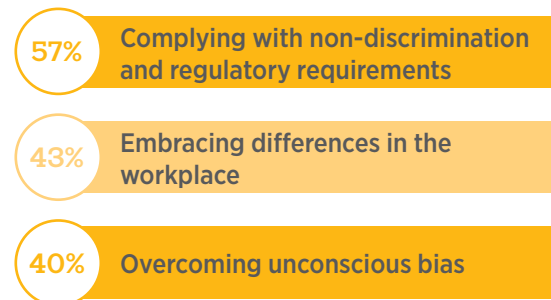 57%
Complying with non-discrimination
and regulatory requirements
43%
Embracing differences in the
workplace
40%
Overcoming unconscious bias